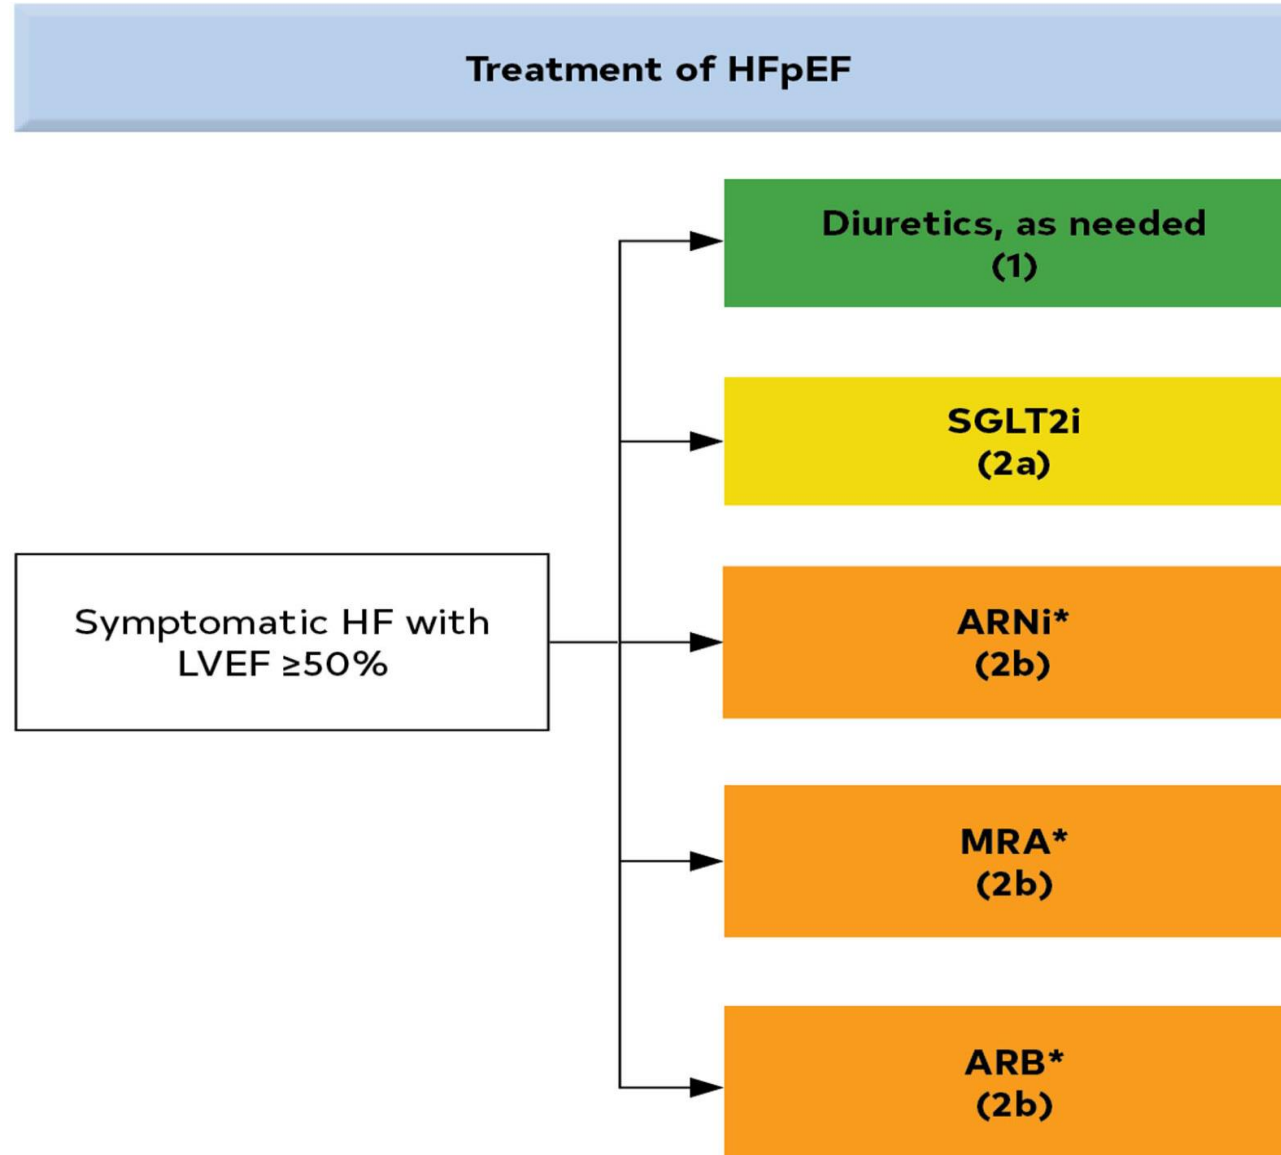 Treatment of HFpEF
Diuretics, as needed
(1)
SGLT2i
(2a)
Symptomatic HF with
LVEF ≥50%
ARNi*
(2b)
MRA*
(2b)
ARB*
(2b)